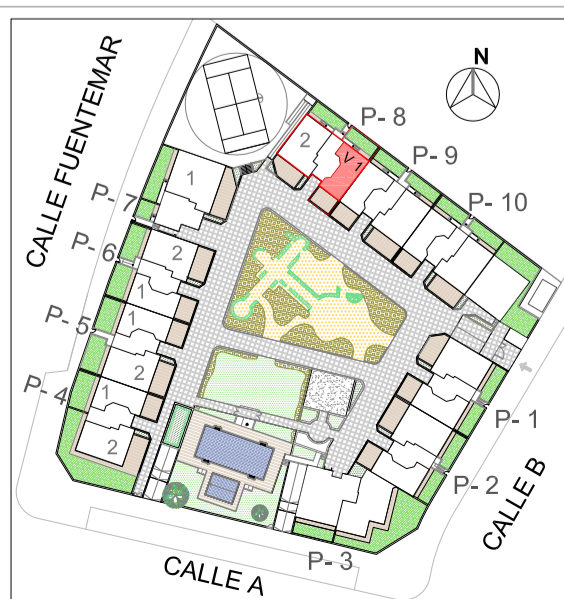 N
CALLE FUENTEMAR
P- 8
2
V 1
P- 9
1
P- 10
P- 7
P- 6
2
1
P- 5
1
2
P- 4
1
2
P- 1
P- 2
CALLE B
P- 3
CALLE A